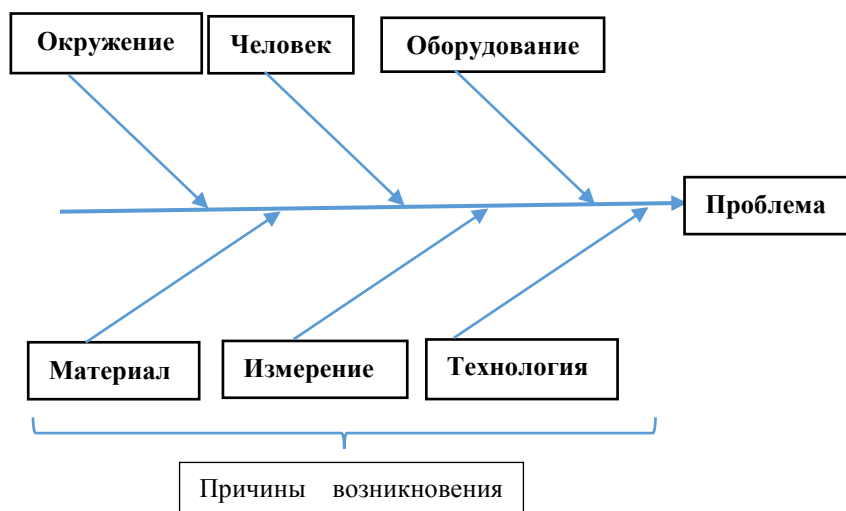 Окружение
Человек
Оборудование
Проблема
Материал
Измерение
Технология
Причины возникновения